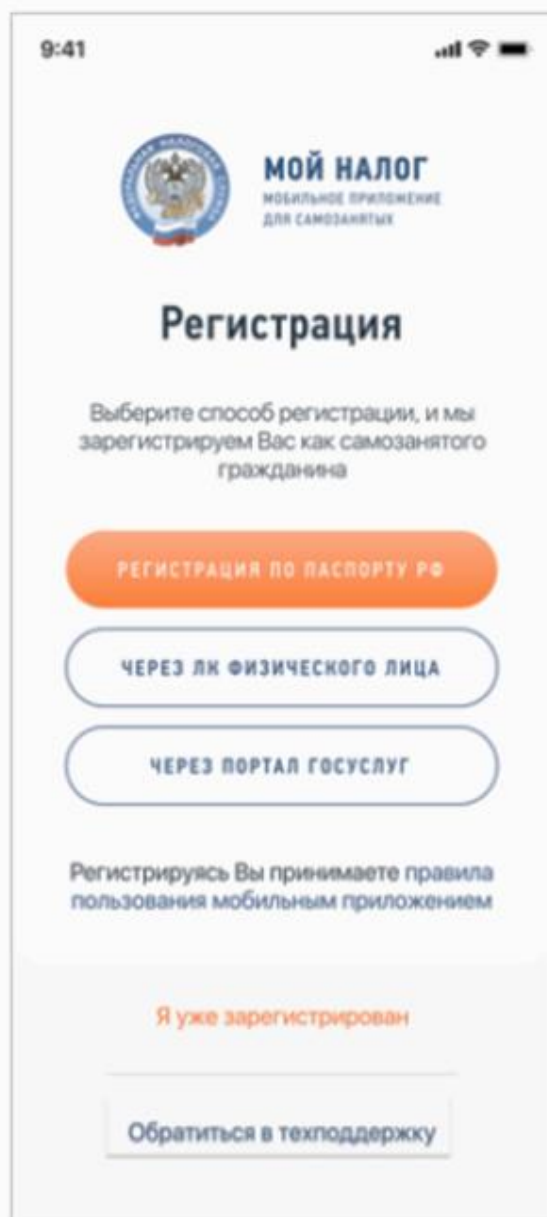 9:41
МОЙ НАЛОГ
МОБИЛЬНОЕ ПРИЛОЖЕНИЕ
ДЛЯ САМОЗАНЯТЫХ
Регистрация
Выберите способ регистрации, и мы
зарегистрируем Вас как самозанятого
гражданина
РЕГИСТРАЦИЯ ПО ПАСПОРТУ РФ
ЧЕРЕЗ ЛК ФИЗИЧЕСКОГО ЛИЦА
ЧЕРЕЗ ПОРТАЛ ГОСУСЛУГ
Регистрируясь Вы принимаете правила
пользования мобильным приложением
Я уже зарегистрирован
Обратиться в техподдержку